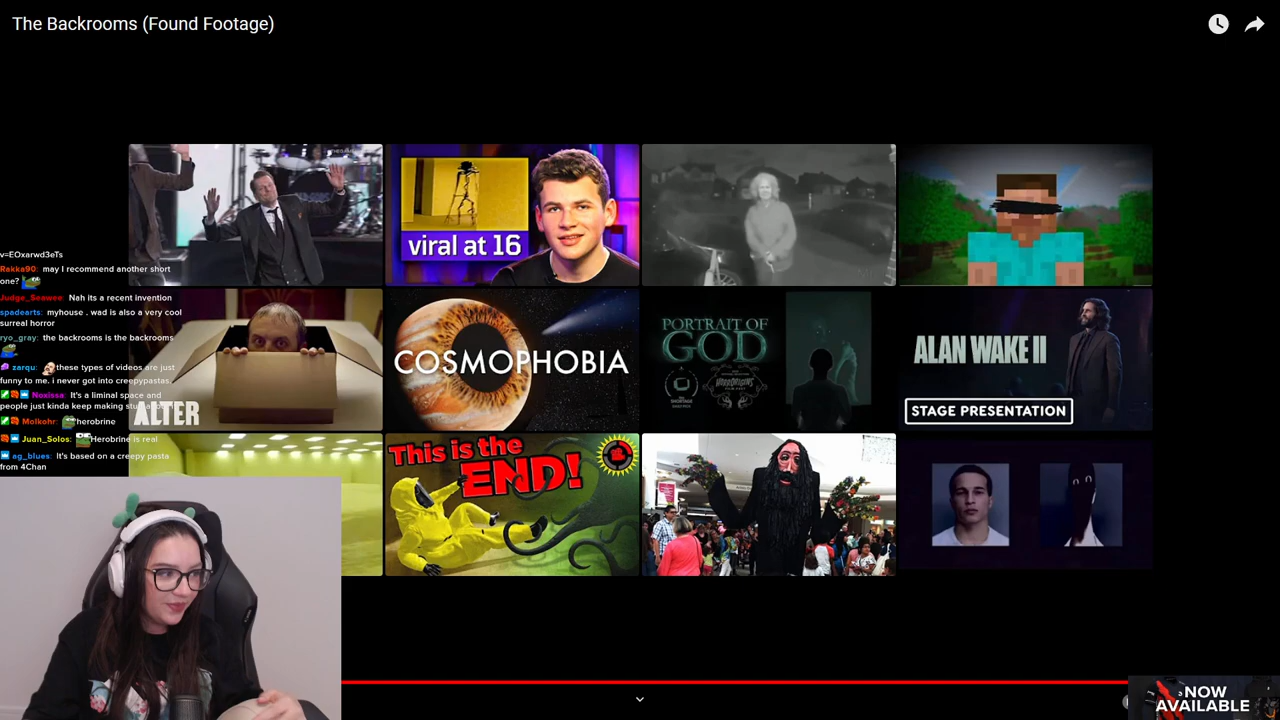 The Backrooms (Found Footage)
v=EOxarwd3eTs
Rakka90: may I recommend another short
one?
Judge_Seawee: Nah its a recent invention
spadearts: myhouse . wad is also a very cool
surreal horror
ryo_gray: the backrooms is the backrooms
zarqu: these types of videos are just
funny to me. i never got into creepypastas.
Noxissa: It's a liminal space and
people just kinda keep making
Molkohr: herobrine
Juan_Solos: Herobrine is real
ag_blues: It's based on a creepy pasta
from 4Chan
viral at 16
ALTER
COSMOPHOBIA
PORTRAIT OF
GOD
ALAN WAKE II
STAGE PRESENTATION
This is the
END!
NOW
AVAILABLE